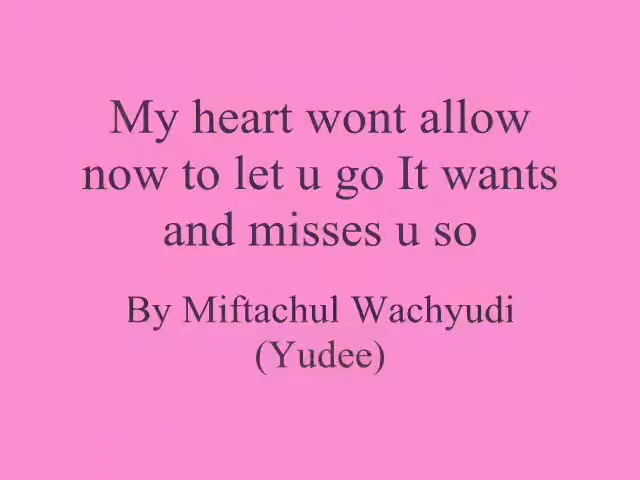 My heart wont allow
now to let u go It wants
and misses u so
By Miftachul Wachyudi
(Yudee)